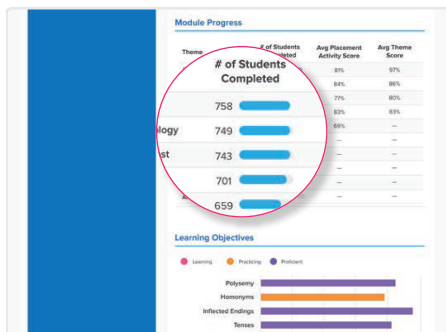 Module Progress
Theme
# of Students
Completed
Avg Placement
Activity Score
Avg Theme
Score
# of Students
Completed
81% 97%
84% 86%
77% 80%
83% 83%
69% —
— —
— —
— —
— —
758
ology 749
st 743
701
659
Learning Objectives
Learning Practicing Proficient
Polysemy
Homonyms
Inflected Endings
Tenses